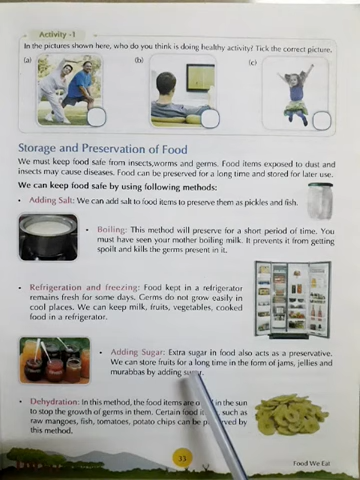 Activity -1
In the pictures shown here, who do you think is doing healthy activity? Tick the correct picture.
(a) (b) (c)
Storage and Preservation of Food
We must keep food safe from insects,worms and germs. Food items exposed to dust and
insects may cause diseases. Food can be preserved for a long time and stored for later use.
We can keep food safe by using following methods:
• Adding Salt: We can add salt to food items to preserve them as pickles and fish.
• Boiling: This method will preserve for a short period of time. You
must have seen your mother boiling milk. It prevents it from getting
spoilt and kills the germs present in it.
• Refrigeration and freezing: Food kept in a refrigerator
remains fresh for some days. Germs do not grow easily in
cool places. We can keep milk, fruits, vegetables, cooked
food in a refrigerator.
• Adding Sugar: Extra sugar in food also acts as a preservative.
We can store fruits for a long time in the form of jams, jellies and
murabbas by adding sugar.
• Dehydration: In this method, the food items are in the sun
to stop the growth of germs in them. Certain food such as
raw mangoes, fish, tomatoes, potato chips can be by
this method.
33
Food We Eat